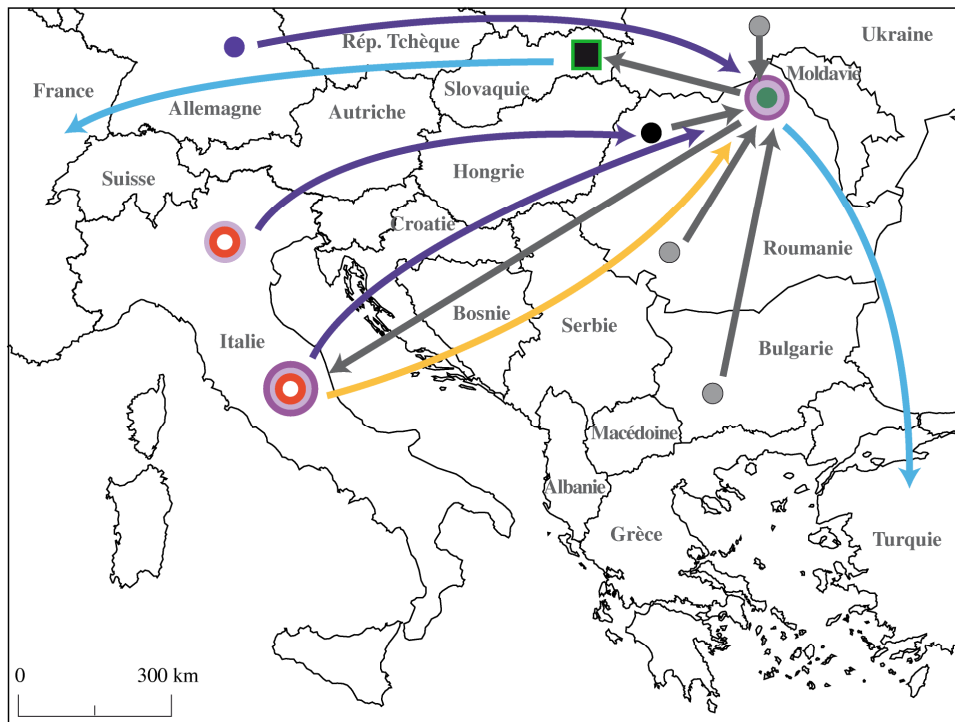 Ukraine
Rép. Tchèque
Moldavie
France
Slovaquie
Allemagne
Autriche
Suisse
Hongrie
Croatie
Roumanie
Bosnie
Serbie
Italie
Bulgarie
Macédoine
Albanie
Grèce
Turquie
0 300 km